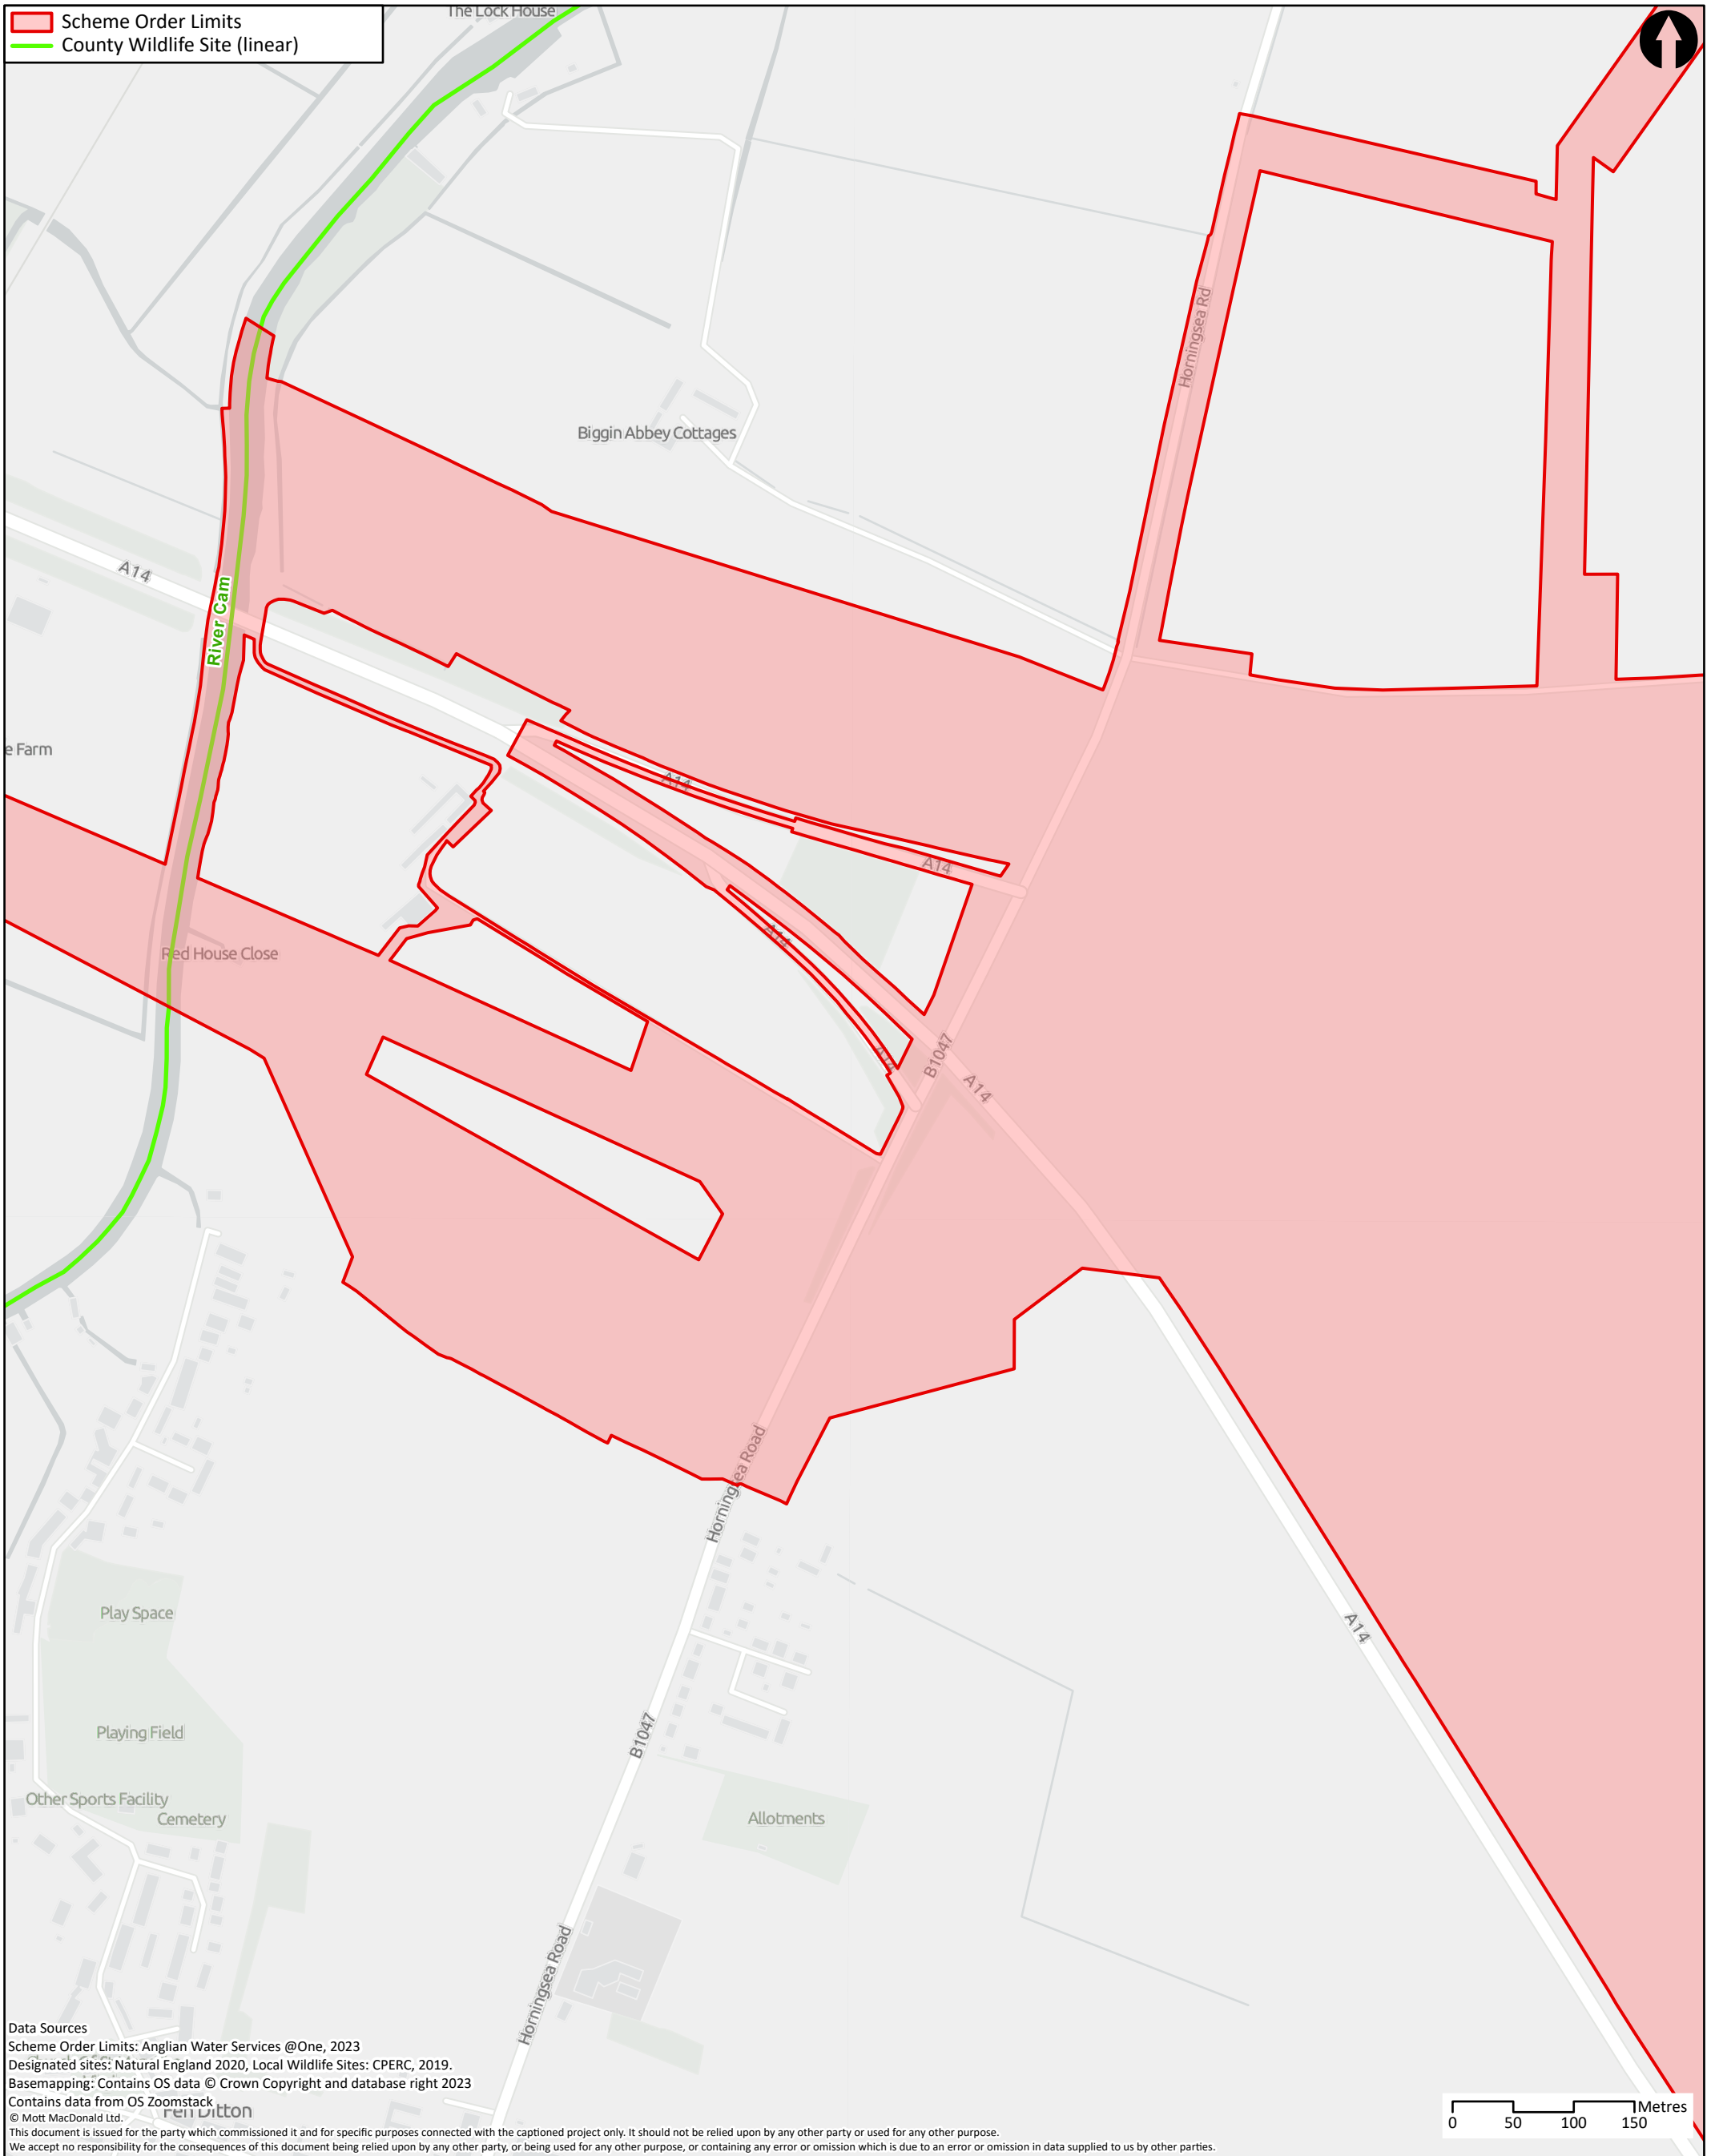 Scheme Order Limits
County Wildlife Site (linear)
The Lock House
Horningsea Rd
Biggin Abbey Cottages
A14
River Cam
e Farm
A14
A14
Red House Close
A14
A14
B1047
A14
Horningsea Road
Play Space
A14
Playing Field
B1047
Other Sports Facility
Cemetery
Allotments
Horningsea Road
Data Sources
Scheme Order Limits: Anglian Water Services @One, 2023
Designated sites: Natural England 2020, Local Wildlife Sites: CPERC, 2019.
Basemapping: Contains OS data © Crown Copyright and database right 2023
Contains data from OS Zoomstack
Fen Ditton
© Mott MacDonald Ltd.
This document is issued for the party which commissioned it and for specific purposes connected with the captioned project only. It should not be relied upon by any other party or used for any other purpose.
We accept no responsibility for the consequences of this document being relied upon by any other party, or being used for any other purpose, or containing any error or omission which is due to an error or omission in data supplied to us by other parties.
Metres
0 50 100 150